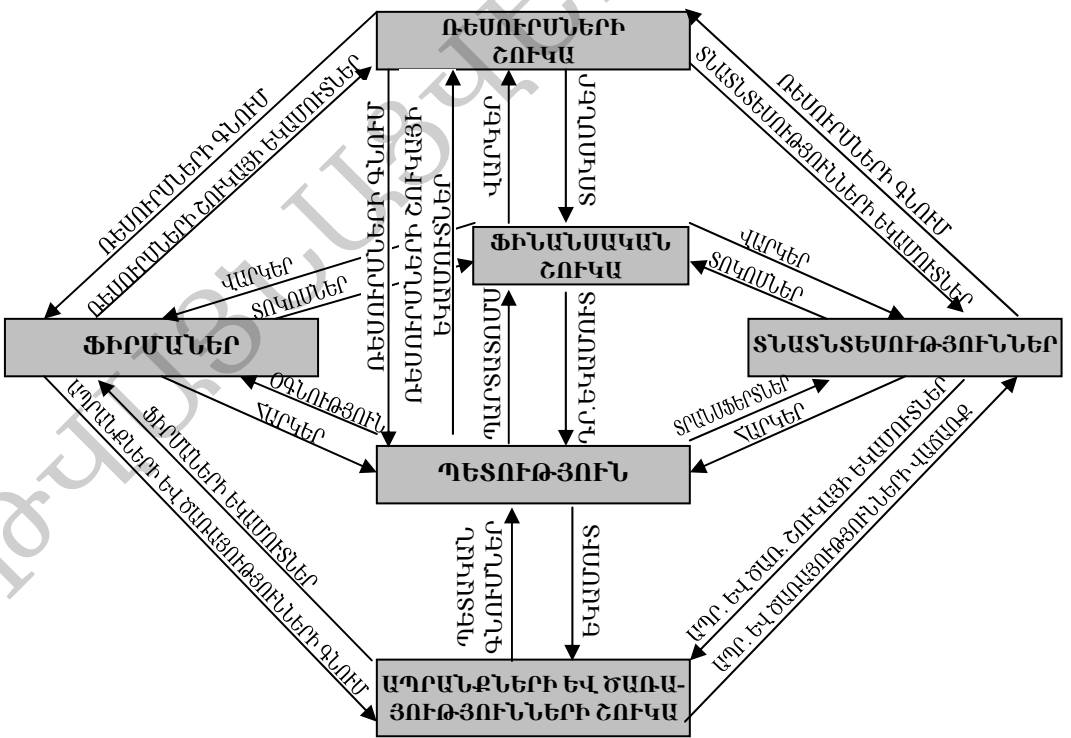 ՌԵՍՈՒՐՍՆԵՐԻ
ՇՈՒԿԱ
ՌԵՍՈՒՐՍՆԵՐԻ ԳՆՈՒՄ
ՌԵՍՈՒՐՍՆԵՐԻ ՇՈՒԿԱՅԻ ԵԿԱՄՈՒՏՆԵՐ
ՌԵՍՈՒՐՍՆԵՐԻ ԳՆՈՒՄ
ՌԵՍՈՒՐՍՆԵՐԻ ՇՈՒԿԱՅԻ
ԵԿԱՄՈՒՏՆԵՐ
ՎԱՐԿԵՐ
ՏՈԿՈՍՆԵՐ
ՌԵՍՈՒՐՍՆԵՐԻ ԳՆՈՒՄ
ՏՆԱՏՆՏԵՍՈՒԹՅՈՒՆՆԵՐԻ ԵԿԱՄՈՒՏՆԵՐ
ՖԻՆԱՆՍԱԿԱՆ
ՇՈՒԿԱ
ՎԱՐԿԵՐ
ՏՈԿՈՍՆԵՐ
ՎԱՐԿԵՐ
ՏՈԿՈՍՆԵՐ
ՖԻՐՄԱՆԵՐ
ՏՆԱՏՆՏԵՍՈՒԹՅՈՒՆՆԵՐ
ՊԱՐՏԱՏՈՄՍ
ԴՐ.ԵԿԱՄՈՒՏ
ՕԳՆՈՒԹՅՈՒՆ
ՀԱՐԿԵՐ
ՏՐԱՆՍՖԵՐՏՆԵՐ
ՀԱՐԿԵՐ
ՊԵՏՈՒԹՅՈՒՆ
ՖԻՐՄԱՆԵՐԻ ԵԿԱՄՈՒՏՆԵՐ
ԱՊՐԱՆՔՆԵՐԻ ԵՎ ԾԱՌԱՅՈՒԹՅՈՒՆՆԵՐԻ ԳՆՈՒՄ
ՊԵՏԱԿԱՆ
ԳՆՈՒՄՆԵՐ
ԵԿԱՄՈՒՏ
ԱՊՐ. ԵՎ ԾԱՌ. ՇՈՒԿԱՅԻ ԵԿԱՄՈՒՏՆԵՐ
ԱՊՐ. ԵՎ ԾԱՌԱՅՈՒԹՅՈՒՆՆԵՐԻ ՎԱՃԱՌՔ
ԱՊՐԱՆՔՆԵՐԻ ԵՎ ԾԱՌԱ-
ՅՈՒԹՅՈՒՆՆԵՐԻ ՇՈՒԿԱ